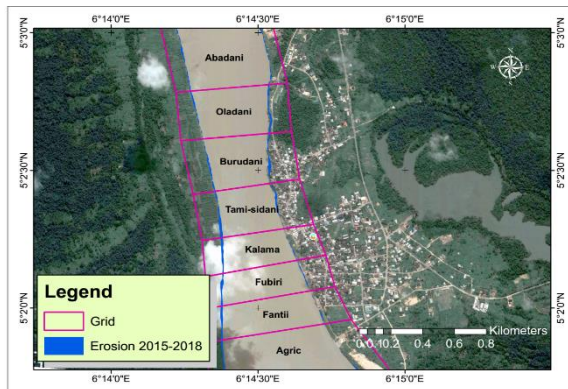 6°14'0"E
6°14'30"E
6°15'0"E
5°3'0"N
5°3'0"N
Abadani
N
W
E
S
Oladani
Burudani
5°2'30"N
5°2'30"N
Tami-sidani
Kalama
Fubiri
5°2'0"N
5°2'0"N
Fantii
Agric
Legend
Grid
Erosion 2015-2018
Kilometers
0 0.1 0.2 0.4 0.6 0.8
6°14'0"E
6°14'30"E
6°15'0"E